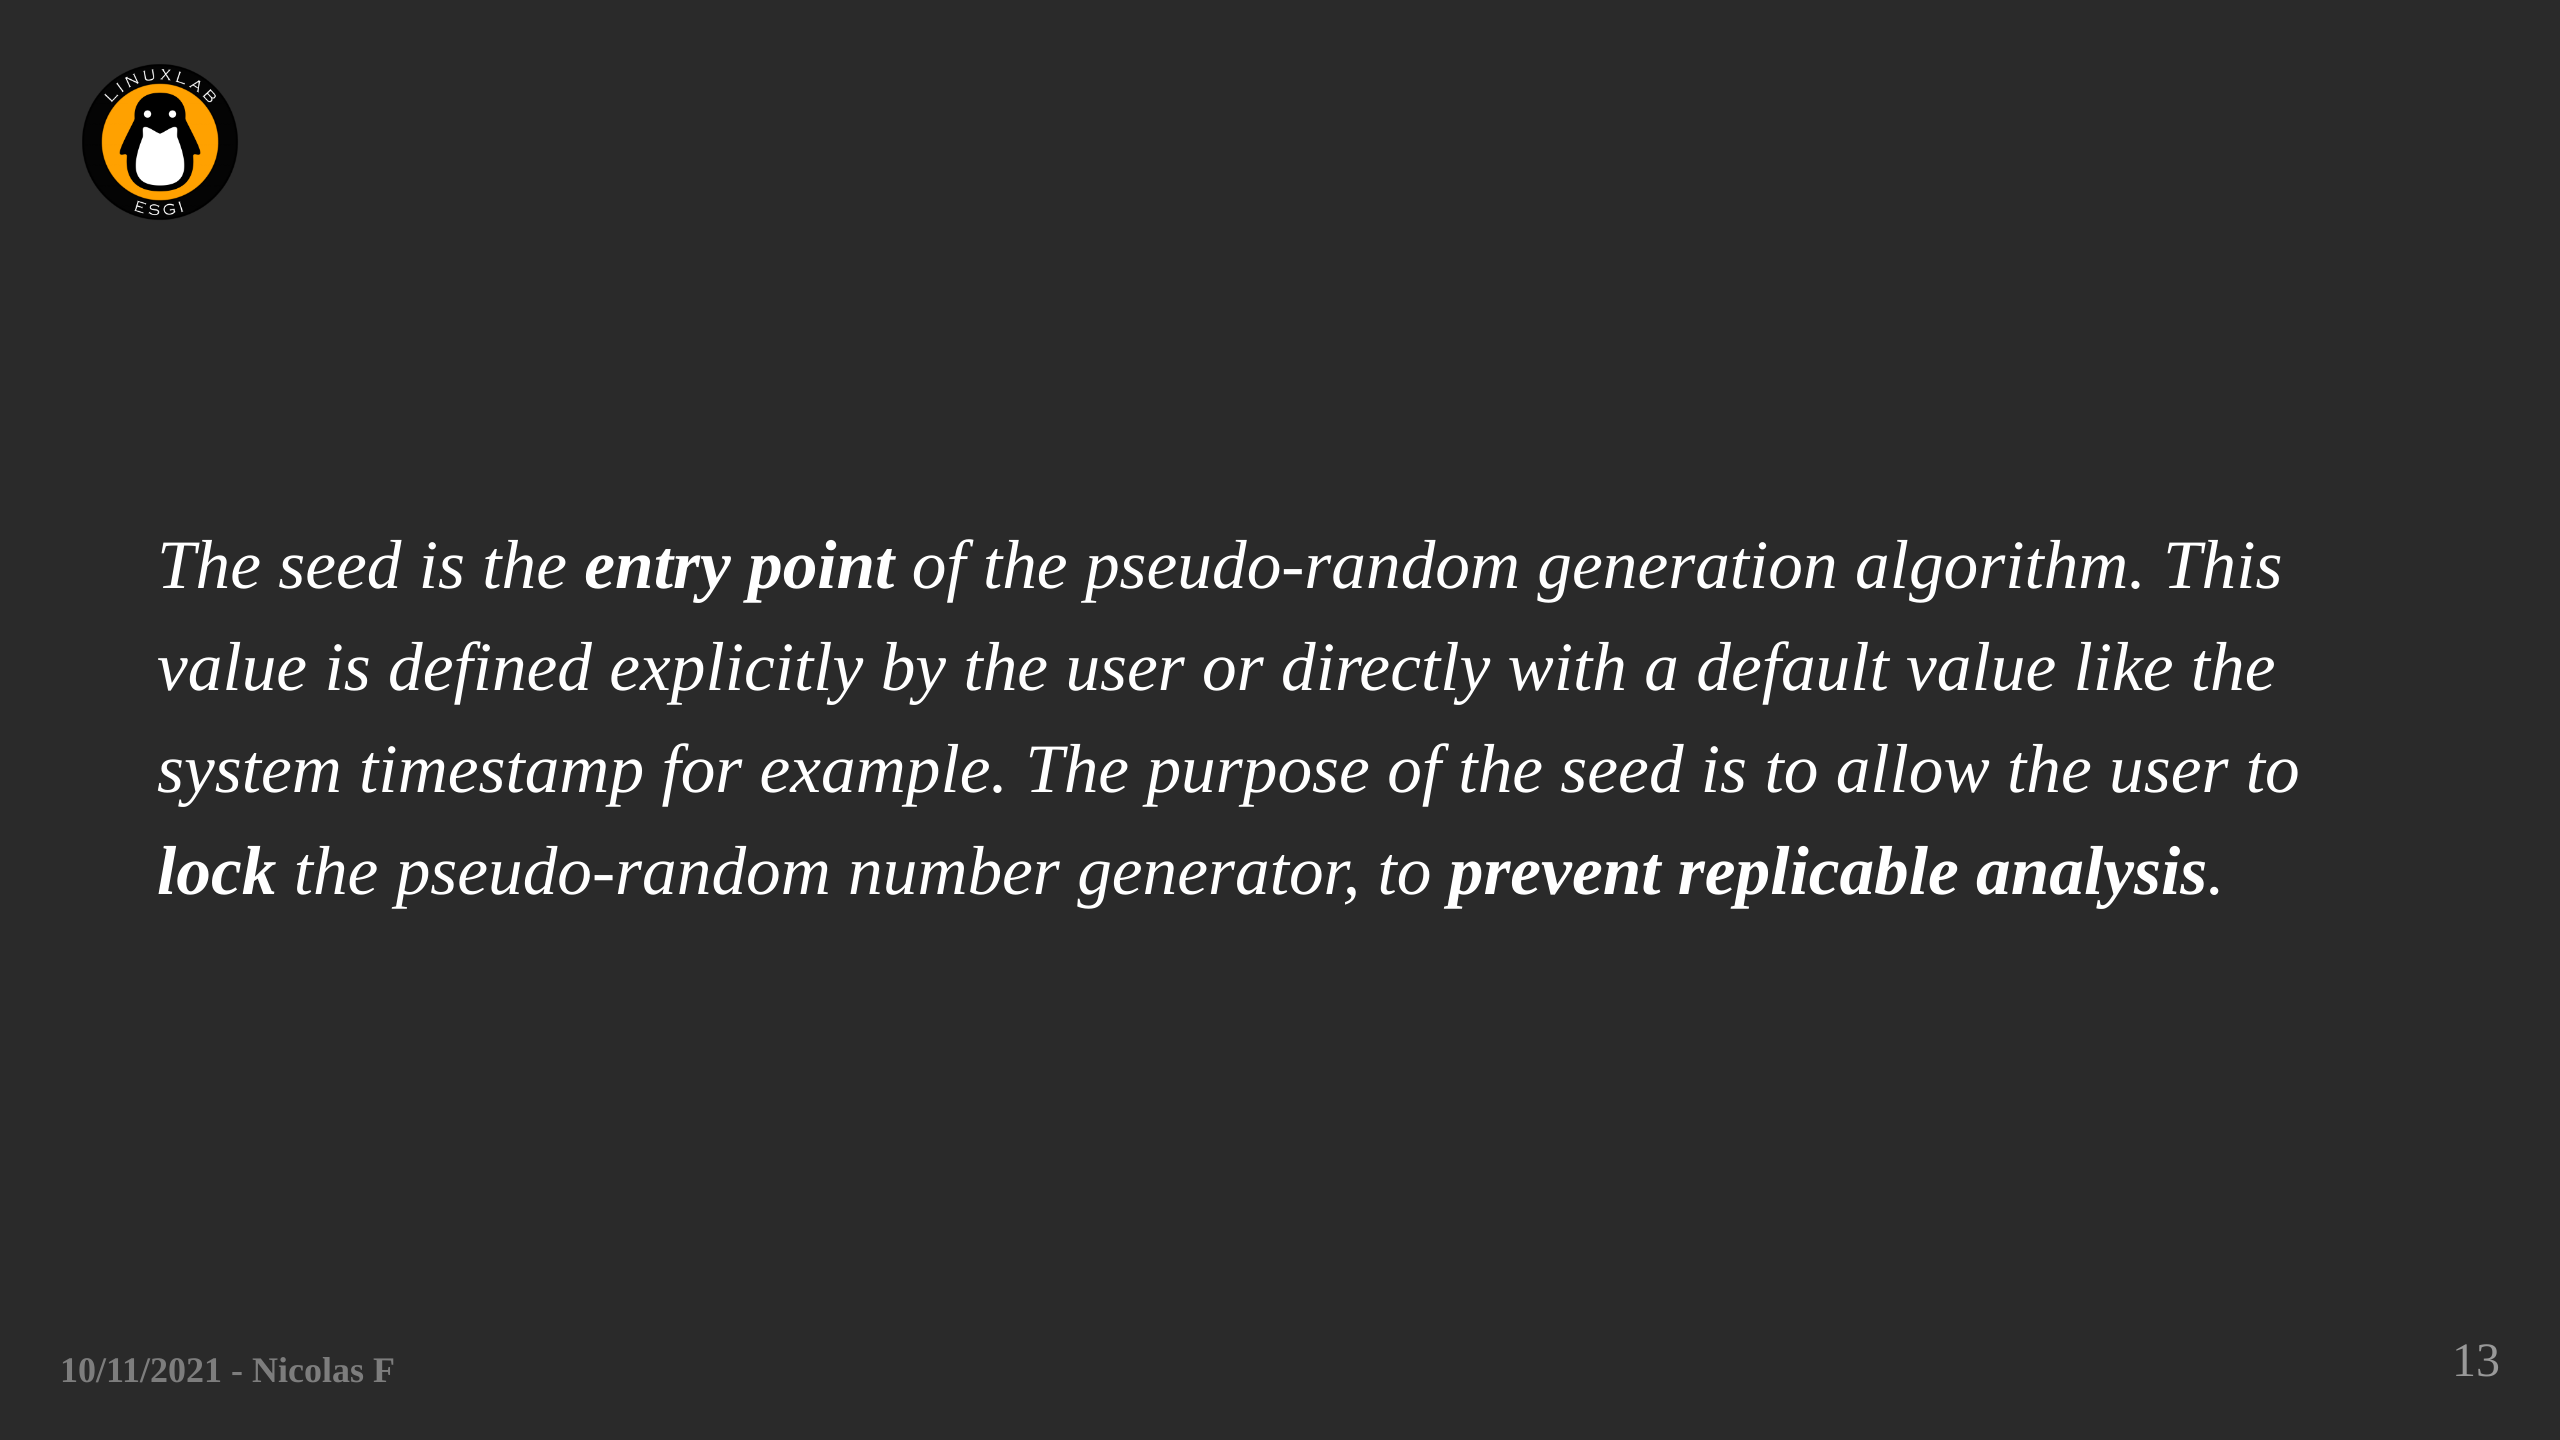 LINUXLAB
ESGI
The seed is the entry point of the pseudo-random generation algorithm. This
value is defined explicitly by the user or directly with a default value like the
system timestamp for example. The purpose of the seed is to allow the user to
lock the pseudo-random number generator, to prevent replicable analysis.
10/11/2021 - Nicolas F
13